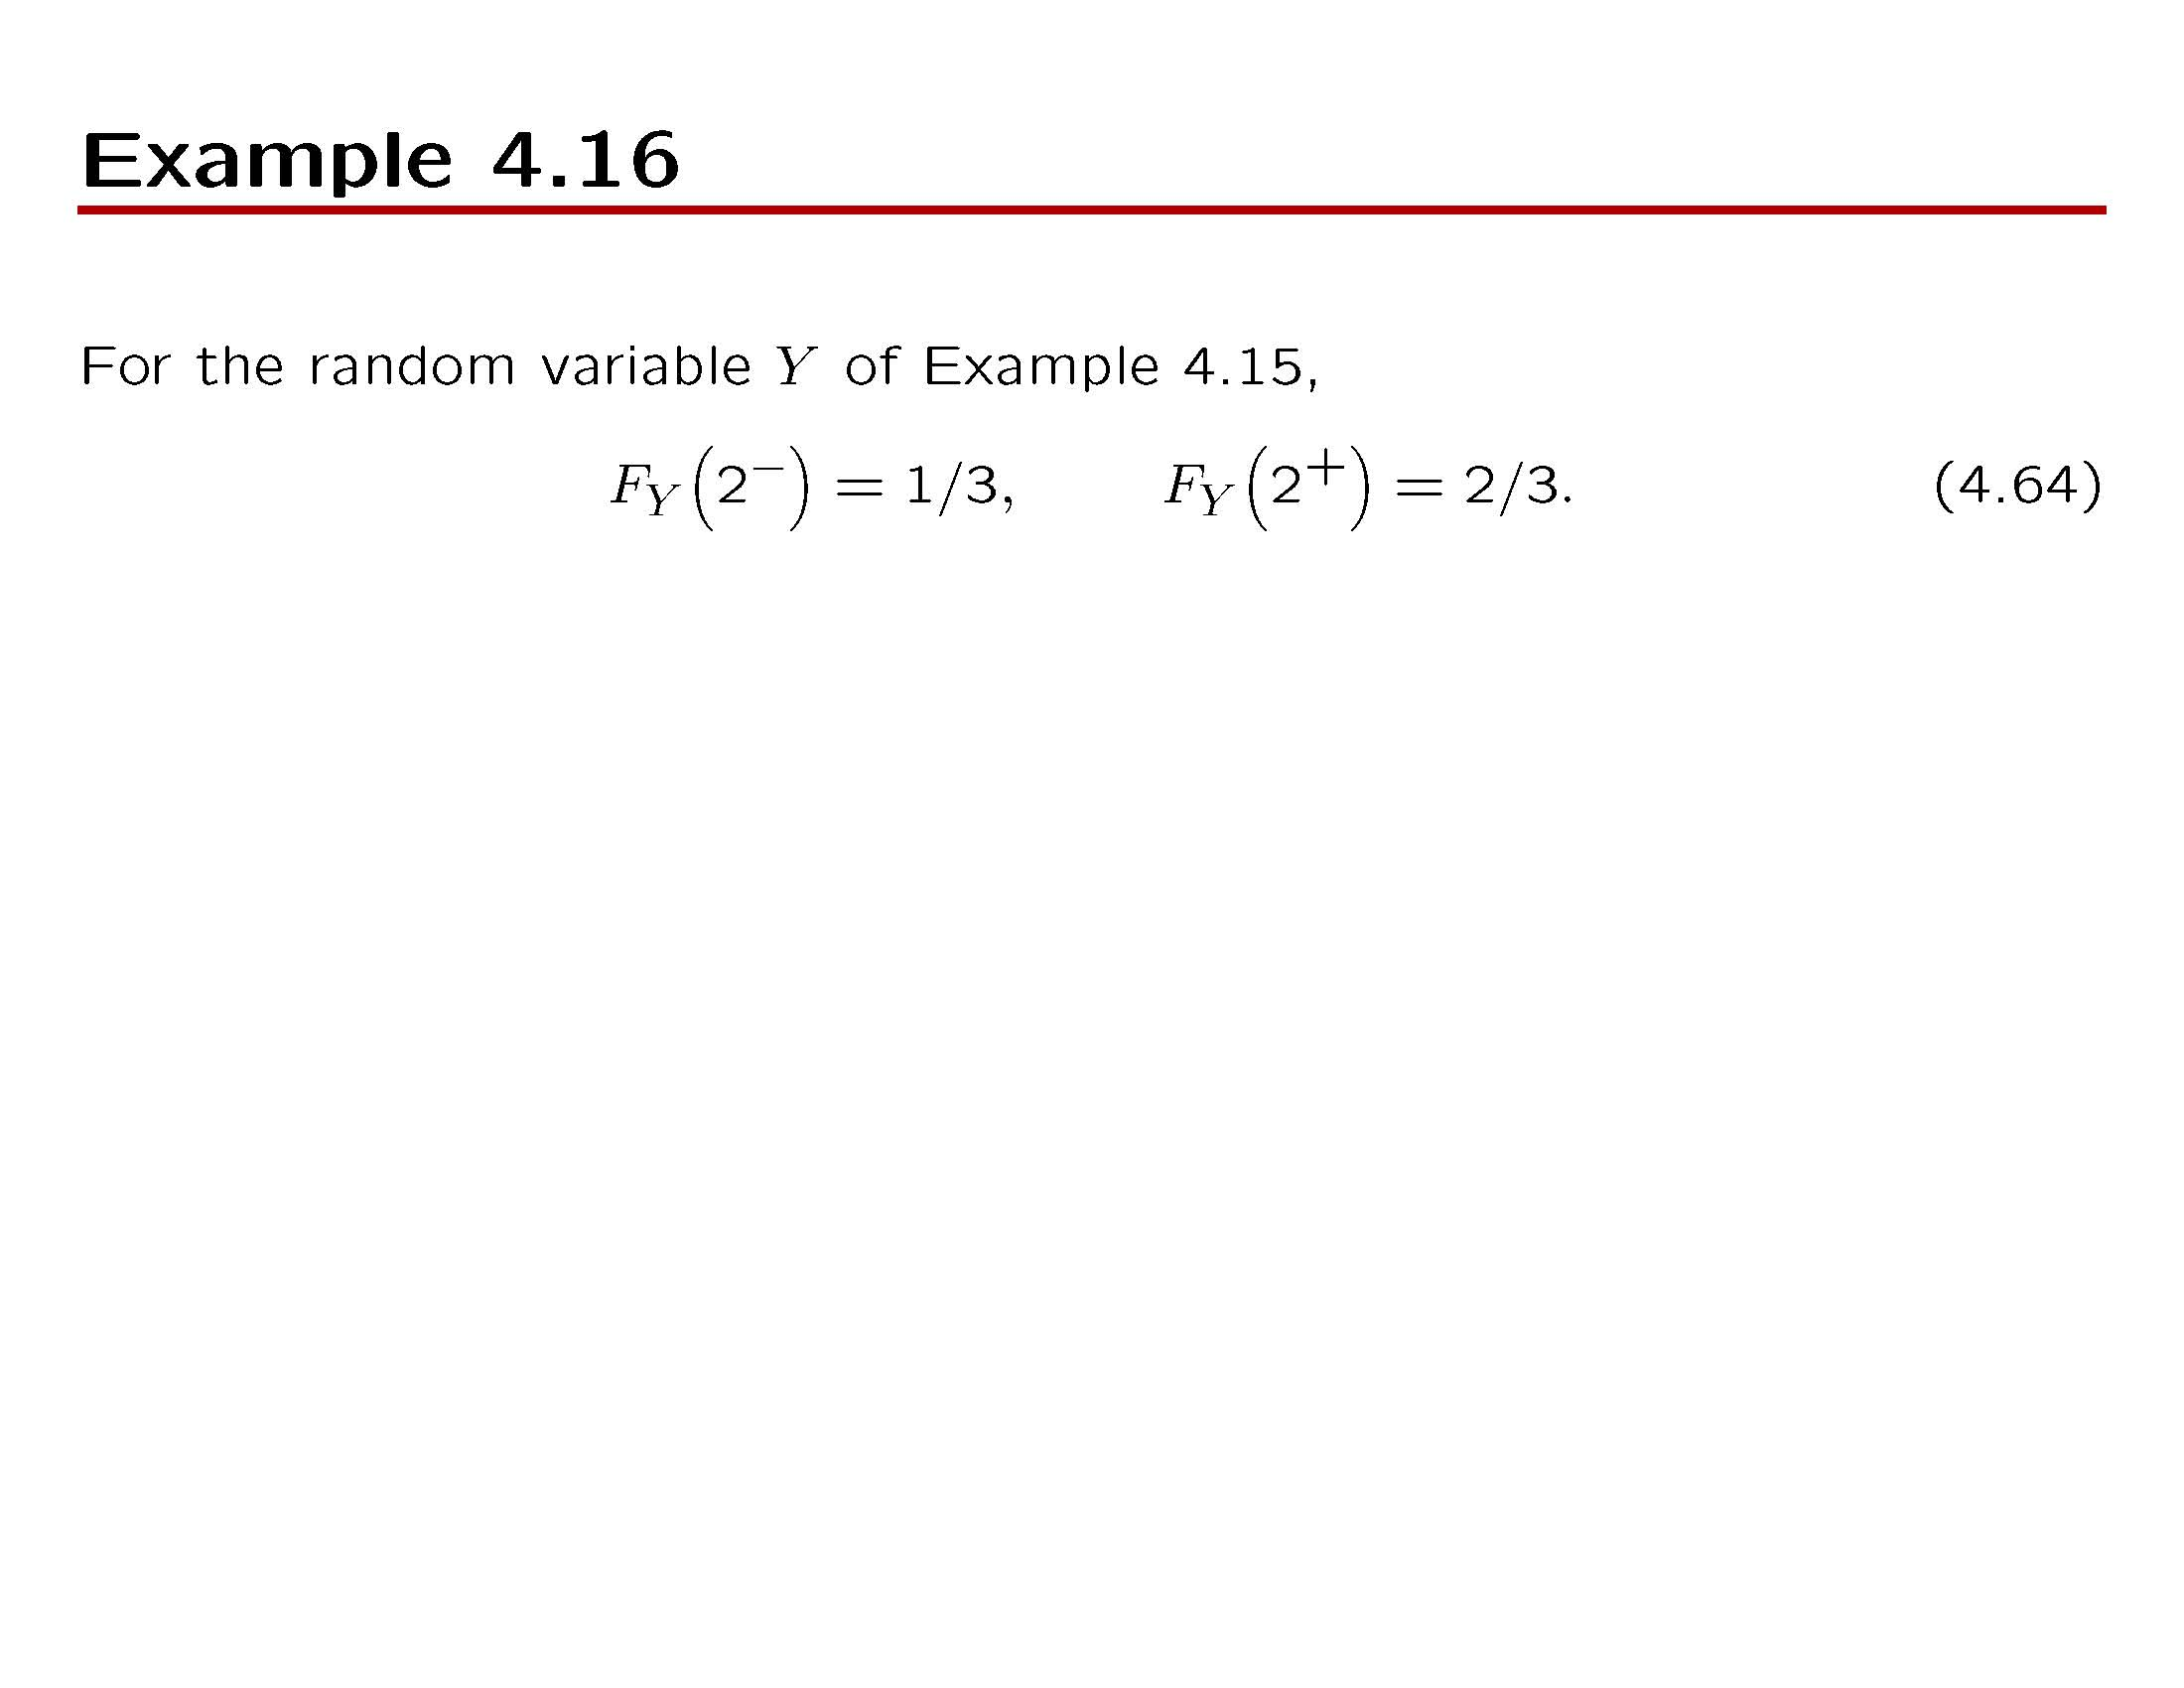 Example 4.16
For the random variable Y of Example 4.15,
F_Y(2^−) = 1/3, F_Y(2^+) = 2/3. (4.64)